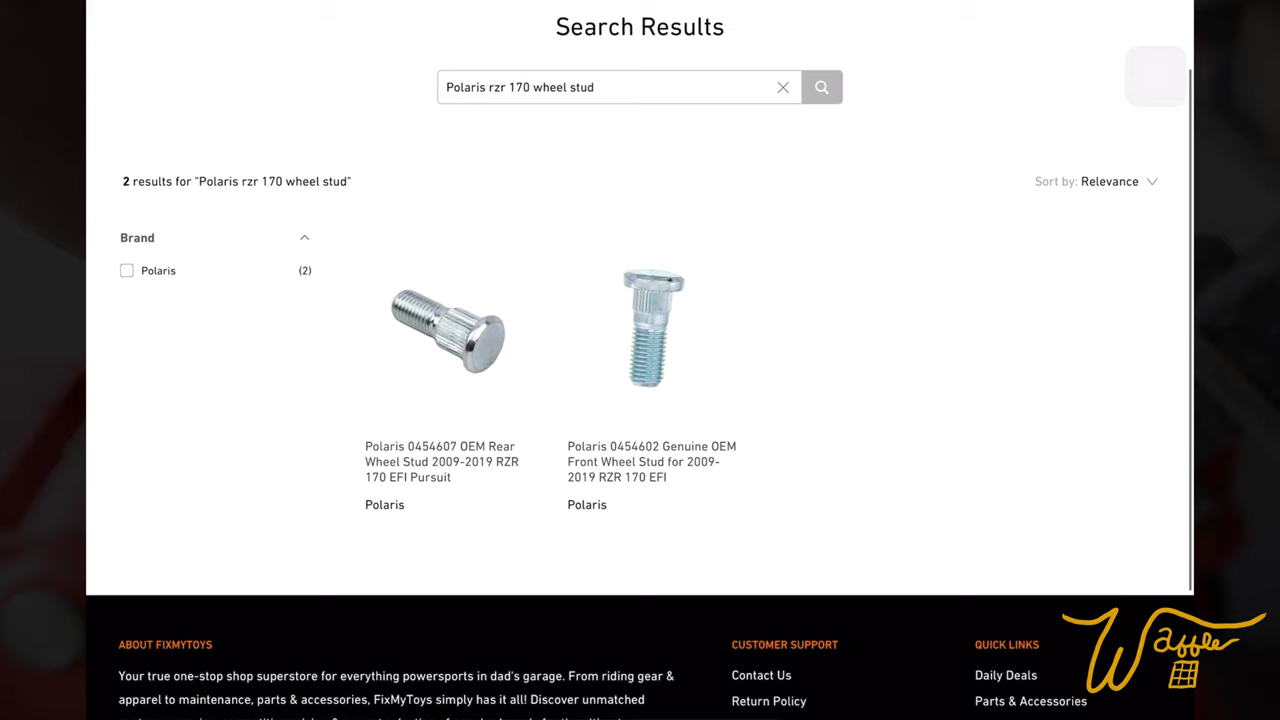 Search Results
Polaris rzr 170 wheel stud
2 results for "Polaris rzr 170 wheel stud"
Sort by: Relevance
Brand
Polaris (2)
Polaris 0454607 OEM Rear
Wheel Stud 2009-2019 RZR
170 EFI Pursuit
Polaris
Polaris 0454602 Genuine OEM
Front Wheel Stud for 2009-
2019 RZR 170 EFI
Polaris
ABOUT FIXMYTOYS
Your true one-stop shop superstore for everything powersports in dad's garage. From riding gear &
apparel to maintenance, parts & accessories, FixMyToys simply has it all! Discover unmatched
CUSTOMER SUPPORT
Contact Us
Return Policy
QUICK LINKS
Daily Deals
Parts & Accessories
Waffle